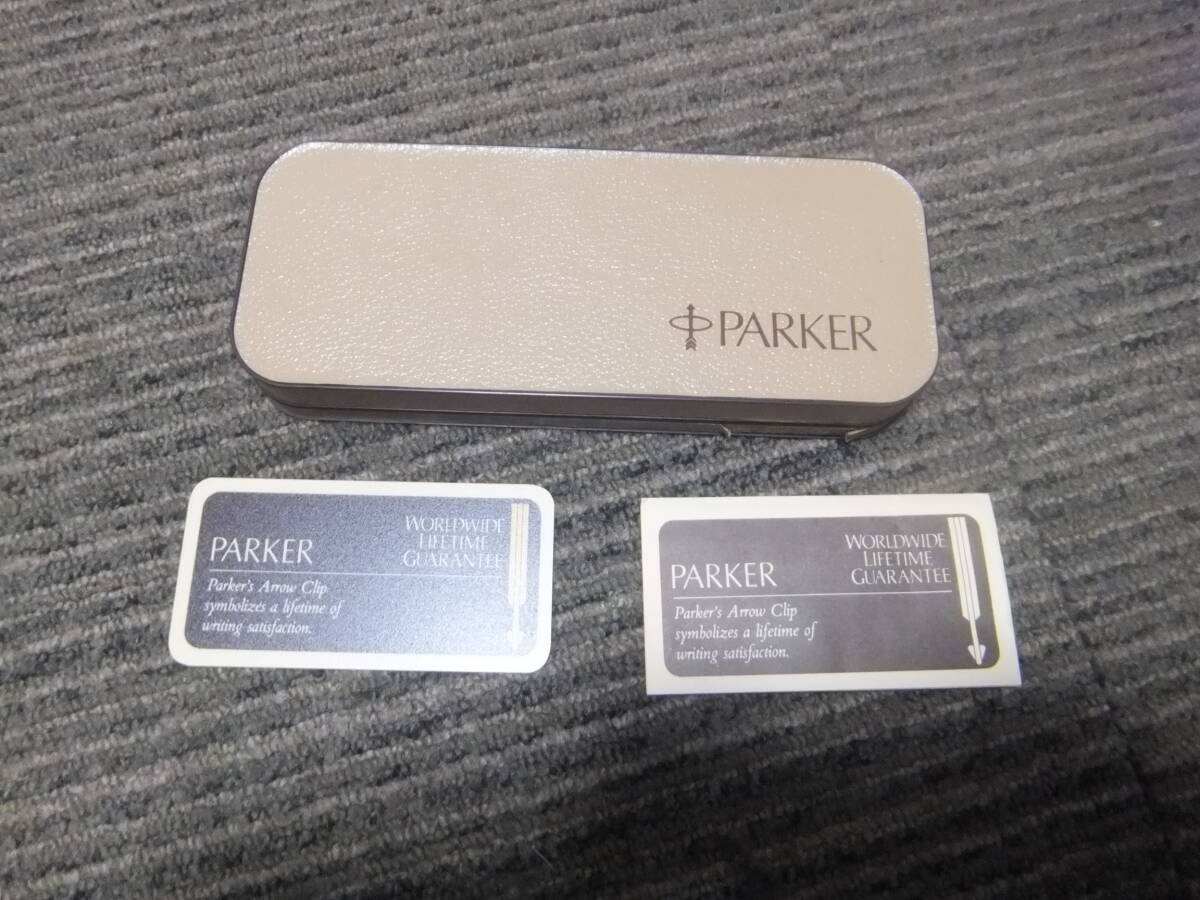 PARKER
PARKER
WORLDWIDE
LIFETIME
GUARANTEE
Parker's Arrow Clip
symbolizes a lifetime of
writing satisfaction.
PARKER
WORLDWIDE
LIFETIME
GUARANTEE
Parker's Arrow Clip
symbolizes a lifetime of
writing satisfaction.